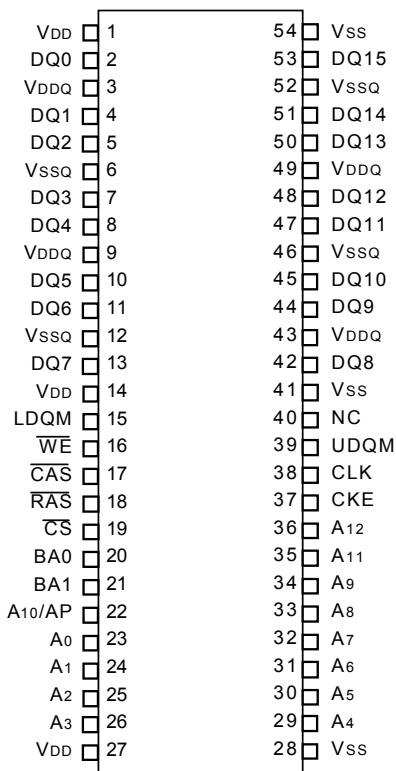 VDD 1 54 VSS
DQ0 2 53 DQ15
VDDQ 3 52 VSSQ
DQ1 4 51 DQ14
DQ2 5 50 DQ13
VSSQ 6 49 VDDQ
DQ3 7 48 DQ12
DQ4 8 47 DQ11
VDDQ 9 46 VSSQ
DQ5 10 45 DQ10
DQ6 11 44 DQ9
VSSQ 12 43 VDDQ
DQ7 13 42 DQ8
VDD 14 41 VSS
LDQM 15 40 NC
W̅E̅ 16 39 UDQM
C̅A̅S̅ 17 38 CLK
R̅A̅S̅ 18 37 CKE
C̅S̅ 19 36 A12
BA0 20 35 A11
BA1 21 34 A9
A10/AP 22 33 A8
A0 23 32 A7
A1 24 31 A6
A2 25 30 A5
A3 26 29 A4
VDD 27 28 VSS